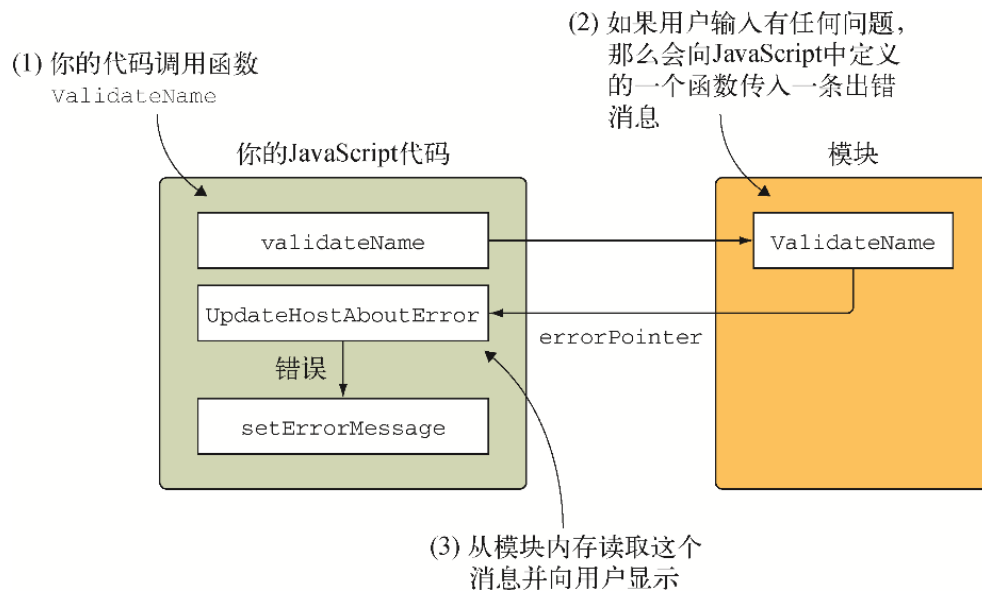 (1) 你的代码调用函数
ValidateName
(2) 如果用户输入有任何问题，
那么会向JavaScript中定义
的一个函数传入一条出错
消息
你的JavaScript代码
模块
validateName
ValidateName
UpdateHostAboutError
errorPointer
错误
setErrorMessage
(3) 从模块内存读取这个
消息并向用户显示